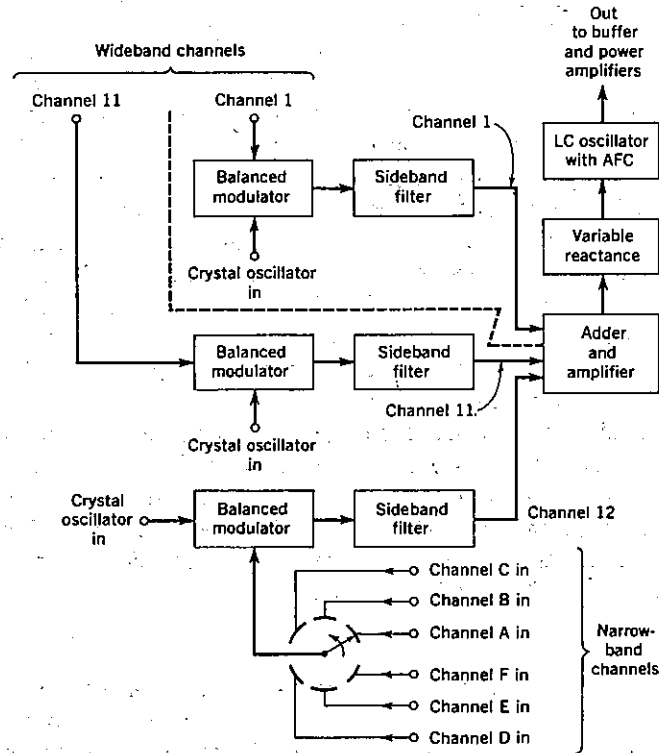 Out
to buffer
and power
amplifiers
Wideband channels
Channel 11
Channel 1
Channel 1
LC oscillator
with AFC
Balanced
modulator
Sideband
filter
Variable
reactance
Crystal oscillator
in
Adder
and
amplifier
Balanced
modulator
Sideband
filter
Channel 11
Crystal oscillator
in
Crystal
oscillator
in
Balanced
modulator
Sideband
filter
Channel 12
Channel C in
Channel B in
Channel A in
Channel F in
Channel E in
Channel D in
Narrow-
band
channels